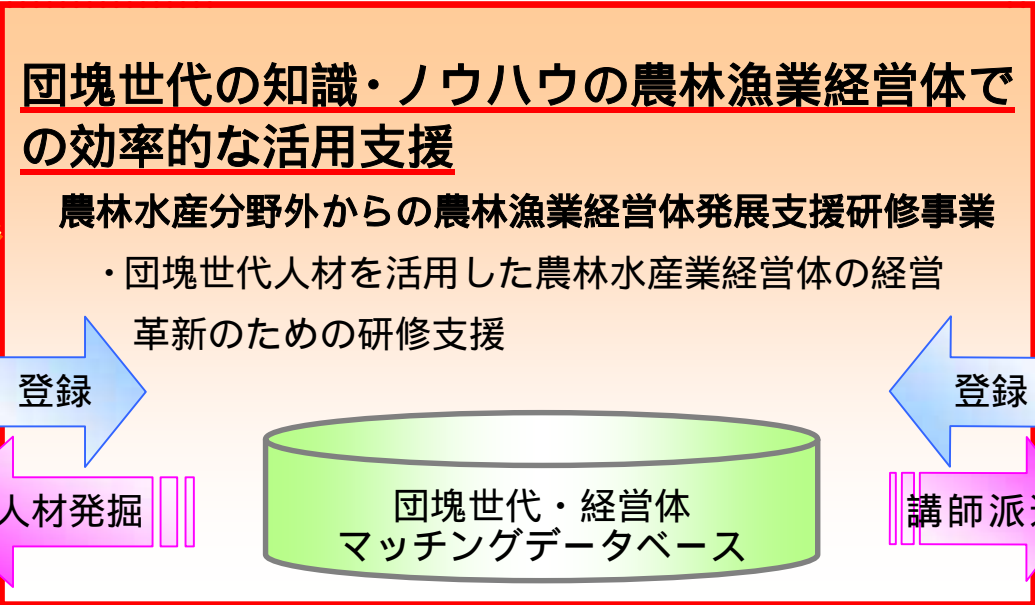 団塊世代の知識・ノウハウの農林漁業経営体で
の効率的な活用支援
農林水産分野外からの農林漁業経営体発展支援研修事業
・団塊世代人材を活用した農林水産業経営体の経営
革新のための研修支援
登録
登録
人材発掘
講師派
団塊世代・経営体
マッチングデータベース